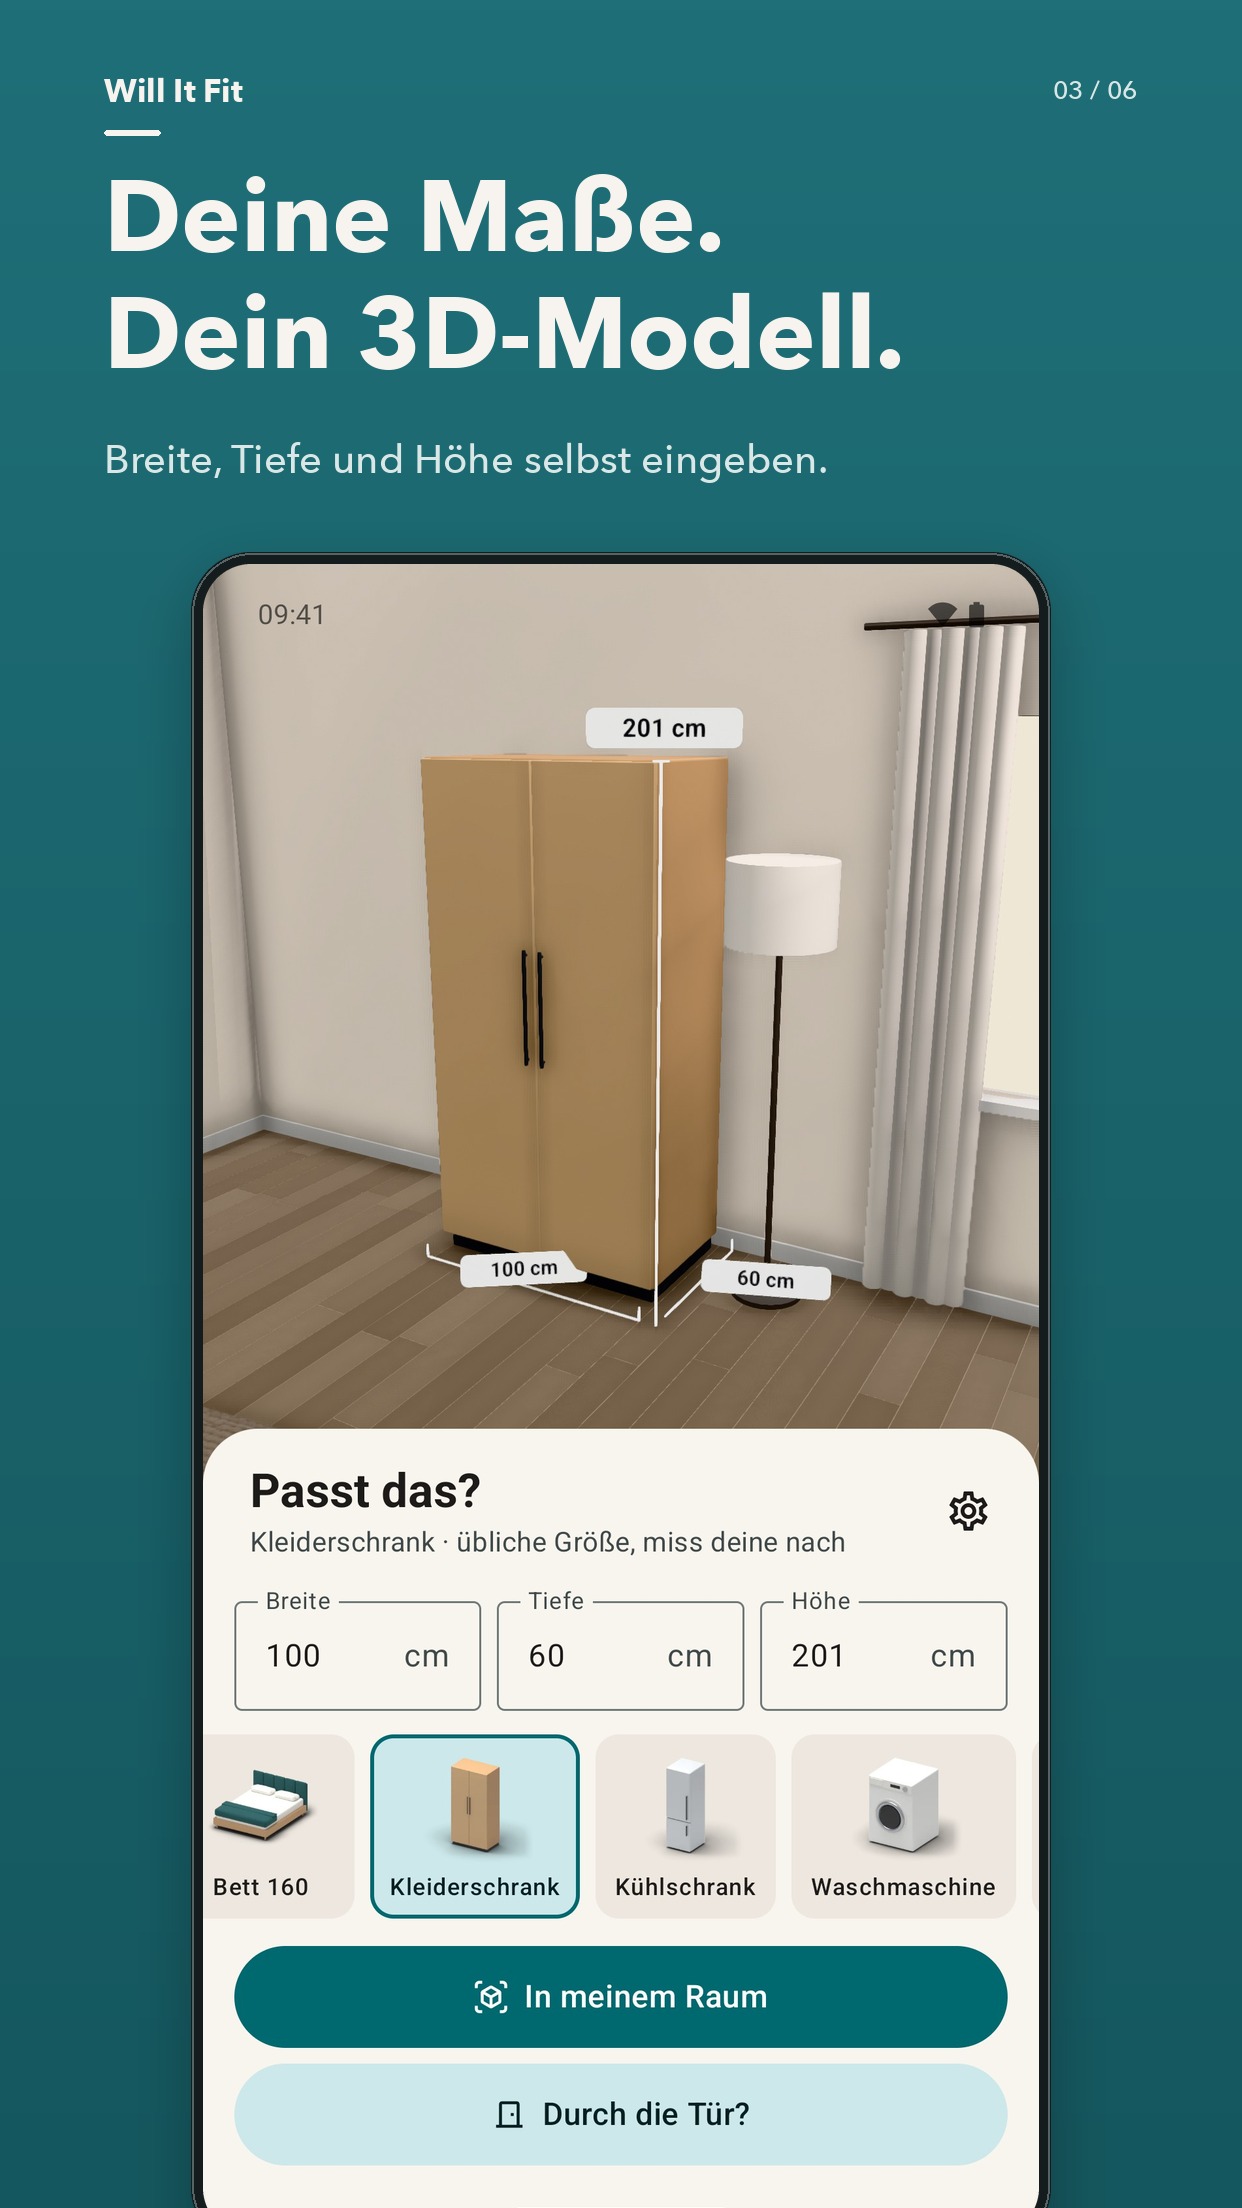 Will It Fit
03 / 06
Deine Maße.
Dein 3D-Modell.
Breite, Tiefe und Höhe selbst eingeben.
09:41
201 cm
100 cm
60 cm
Passt das?
Kleiderschrank · übliche Größe, miss deine nach
Breite
Tiefe
Höhe
100 cm
60 cm
201 cm
Bett 160
Kleiderschrank
Kühlschrank
Waschmaschine
In meinem Raum
Durch die Tür?